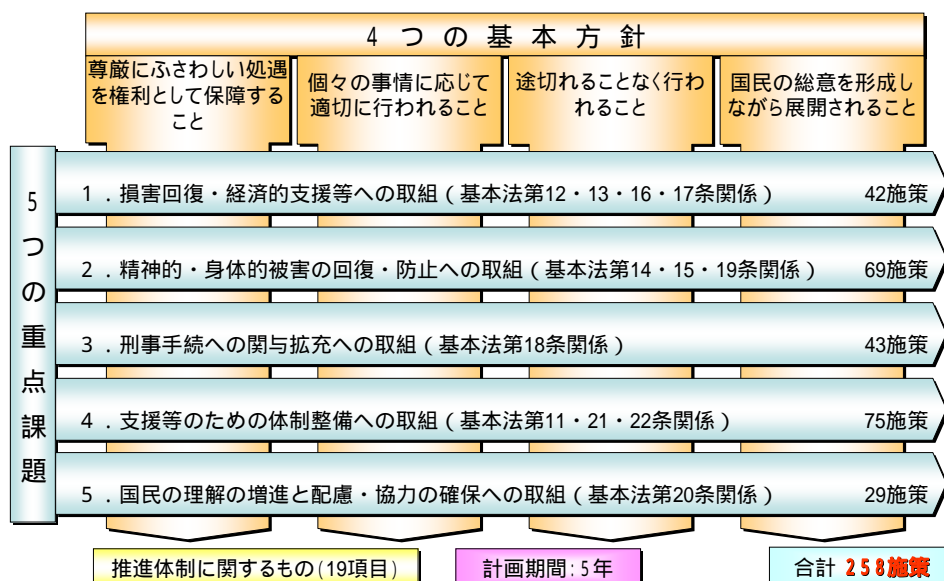 4つの基本方針
尊厳にふさわしい処遇
を権利として保障する
こと
個々の事情に応じて
適切に行われること
途切れることなく行わ
れること
国民の総意を形成し
ながら展開されること
5つの重点課題
1．損害回復・経済的支援等への取組（基本法第12・13・16・17条関係） 42施策
2．精神的・身体的被害の回復・防止への取組（基本法第14・15・19条関係） 69施策
3．刑事手続への関与拡充への取組（基本法第18条関係） 43施策
4．支援等のための体制整備への取組（基本法第11・21・22条関係） 75施策
5．国民の理解の増進と配慮・協力の確保への取組（基本法第20条関係） 29施策
推進体制に関するもの(19項目)
計画期間:5年
合計 258施策